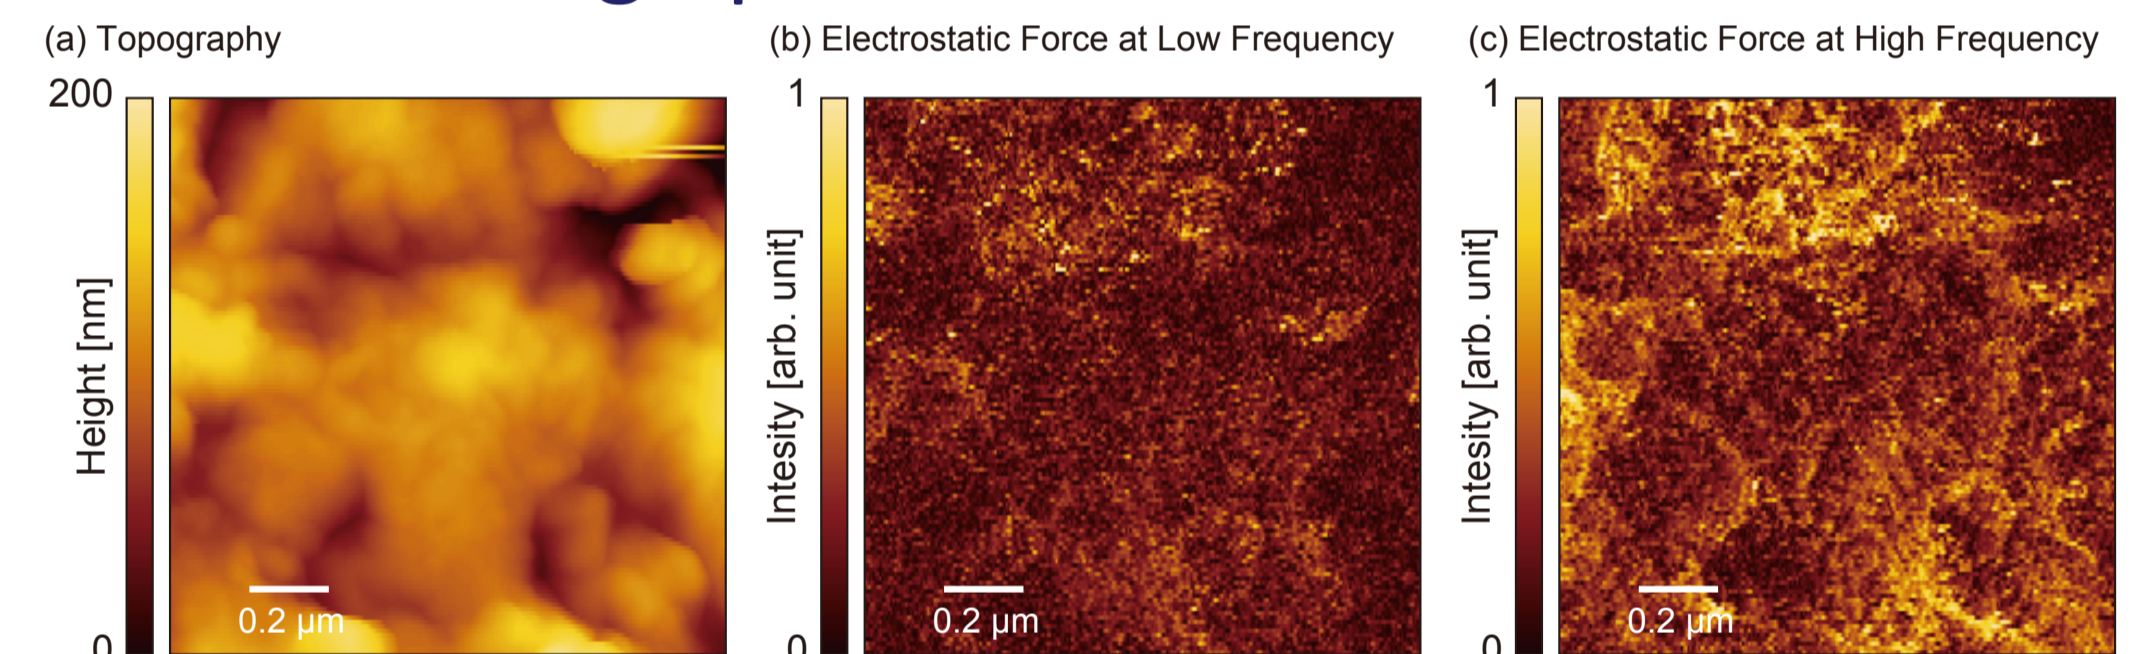 (a) Topography
200
Height [nm]
0
0.2 µm
(b) Electrostatic Force at Low Frequency
1
Intesity [arb. unit]
0
0.2 µm
(c) Electrostatic Force at High Frequency
1
Intesity [arb. unit]
0
0.2 µm